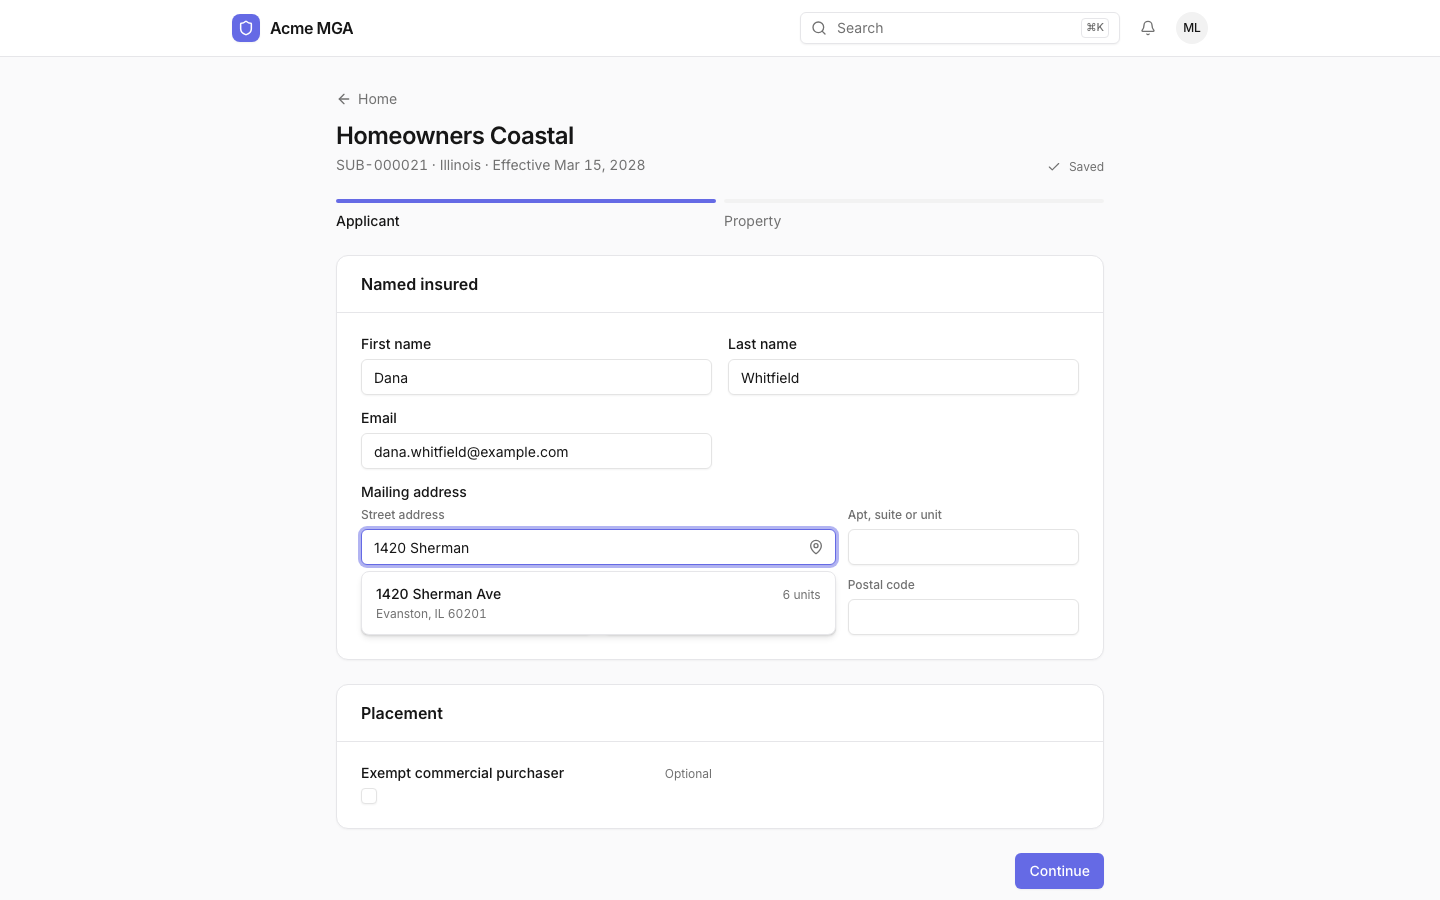 Acme MGA
Search
⌘K
ML
Home
Homeowners Coastal
SUB-000021 · Illinois · Effective Mar 15, 2028
Saved
Applicant
Property
Named insured
First name
Last name
Dana
Whitfield
Email
dana.whitfield@example.com
Mailing address
Street address
Apt, suite or unit
1420 Sherman
1420 Sherman Ave
6 units
Evanston, IL 60201
Postal code
Placement
Exempt commercial purchaser
Optional
Continue